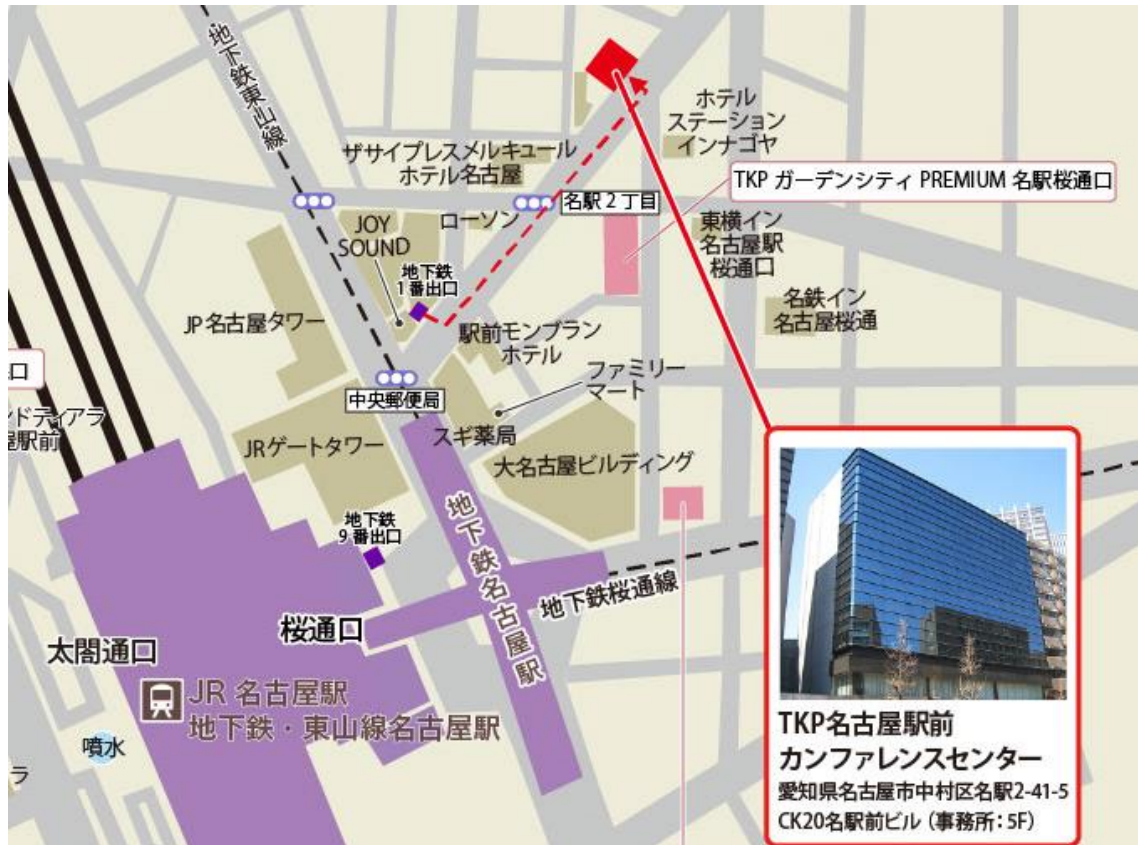 地下鉄東山線
ホテル
ステーション
インナゴヤ
ザサイプレスメルキュール
ホテル名古屋
TKP ガーデンシティ PREMIUM 名駅桜通口
名駅2丁目
ローソン
JOY
SOUND
東横イン
名古屋駅
桜通口
地下鉄
1番出口
JP名古屋タワー
名鉄イン
名古屋桜通
駅前モンブラン
ホテル
ファミリー
マート
口
中央郵便局
ンドティアラ
屋駅前
JRゲートタワー
スギ薬局
大名古屋ビルディング
地下鉄
9番出口
地下鉄名古屋駅
地下鉄桜通線
桜通口
太閤通口
JR 名古屋駅
地下鉄・東山線名古屋駅
噴水
ラ
TKP名古屋駅前
カンファレンスセンター
愛知県名古屋市中村区名駅2-41-5
CK20名駅前ビル (事務所:5F)